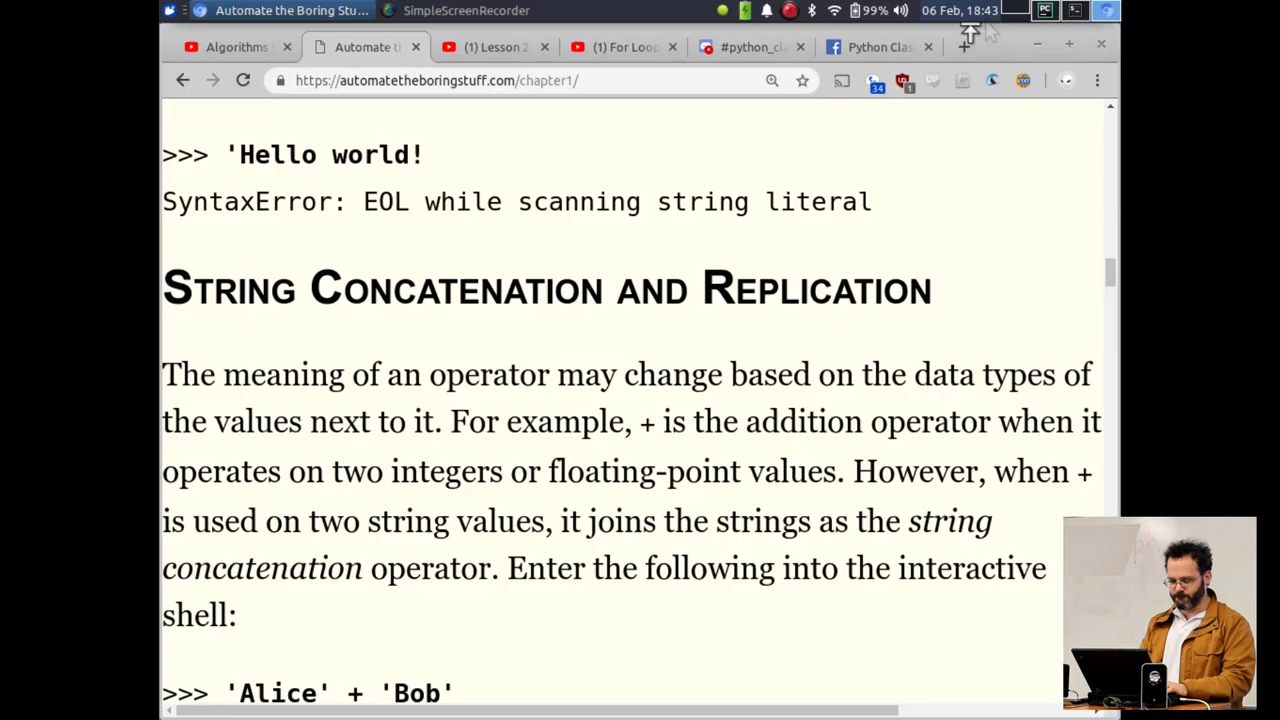 Automate the Boring Stu...
SimpleScreenRecorder
99%
06 Feb, 18:43
Algorithms
Automate th
(1) Lesson 2
(1) For Loop
#python_cla
Python Clas
https://automatetheboringstuff.com/chapter1/
34
1
>>> 'Hello world!
SyntaxError: EOL while scanning string literal
String Concatenation and Replication
The meaning of an operator may change based on the data types of
the values next to it. For example, + is the addition operator when it
operates on two integers or floating-point values. However, when +
is used on two string values, it joins the strings as the string
concatenation operator. Enter the following into the interactive
shell:
>>> 'Alice' + 'Bob'